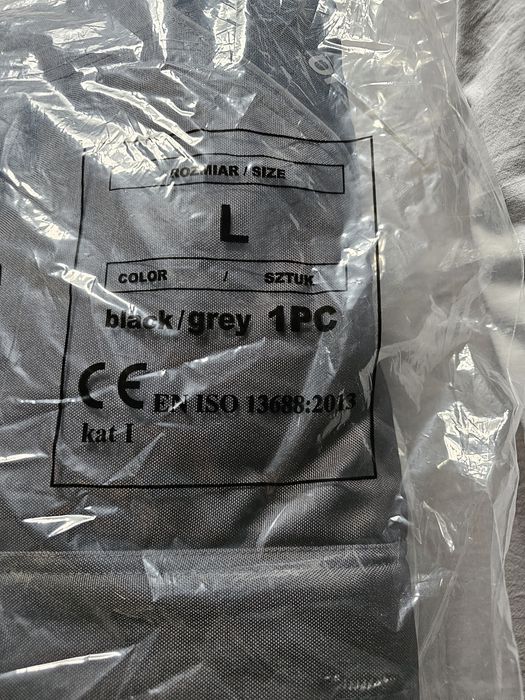 ROZMIAR / SIZE
L
COLOR / SZTUK
black/grey 1PC
CE EN ISO 13688:2013
kat I